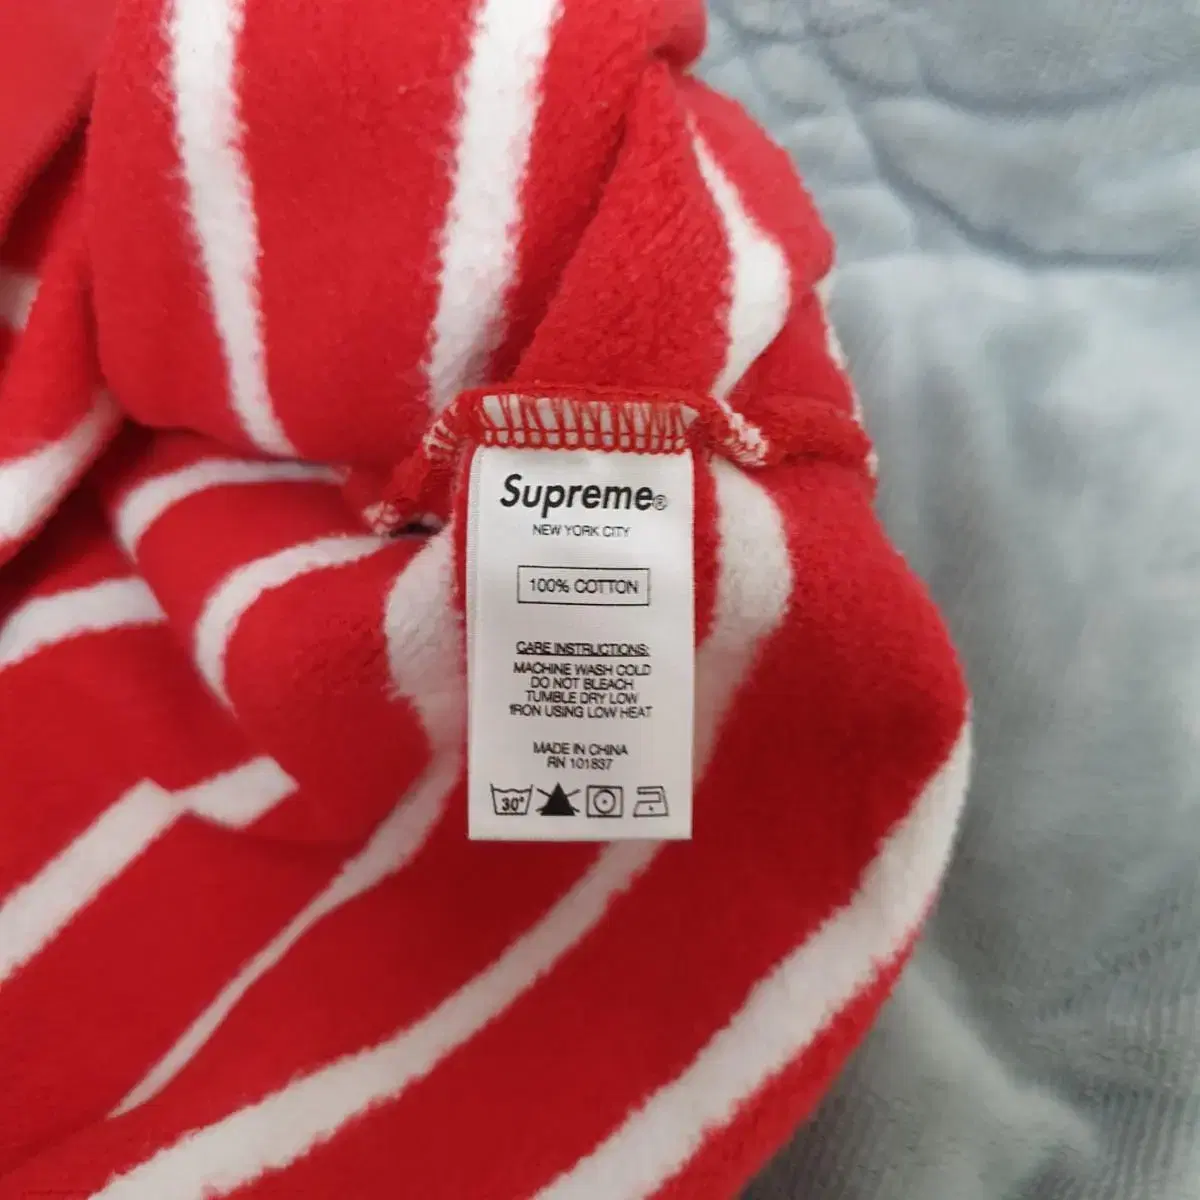 Supreme®
NEW YORK CITY
100% COTTON
CARE INSTRUCTIONS:
MACHINE WASH COLD
DO NOT BLEACH
TUMBLE DRY LOW
IRON USING LOW HEAT
MADE IN CHINA
RN 101837
30°